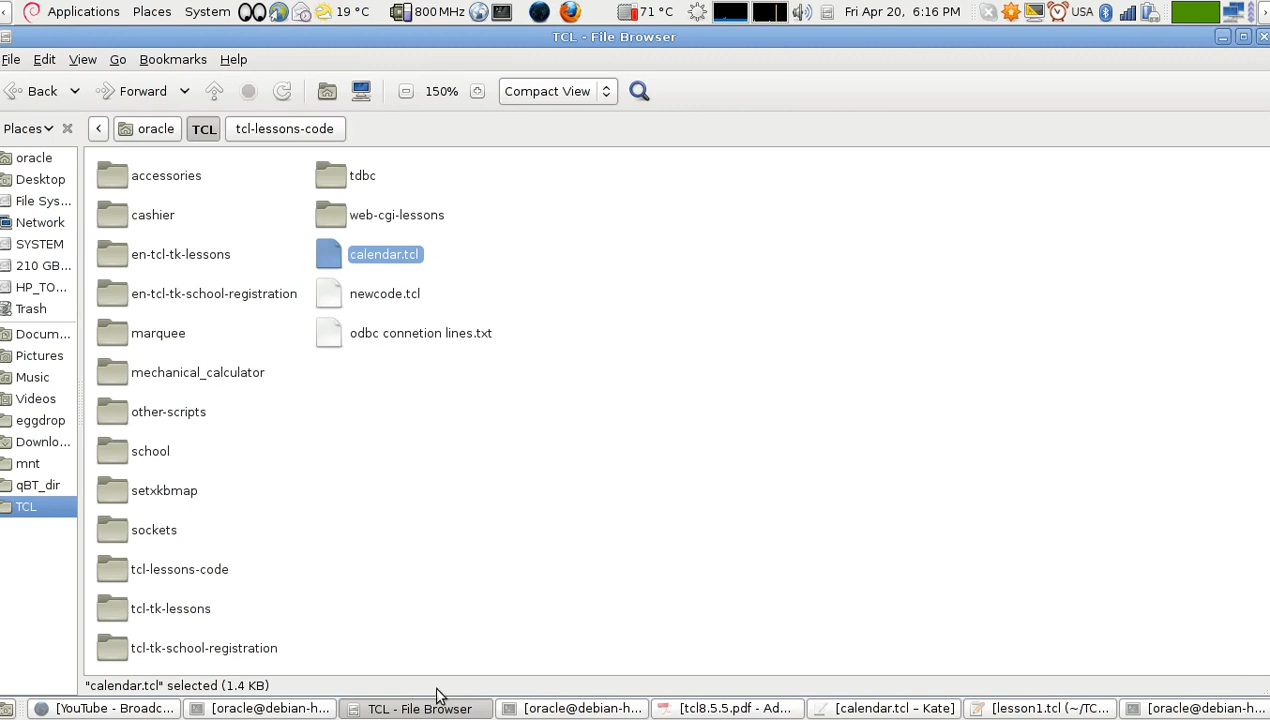 Applications Places System 19 °C 800 MHz 71 °C Fri Apr 20, 6:16 PM USA
TCL - File Browser
File Edit View Go Bookmarks Help
Back Forward 150% Compact View
Places oracle TCL tcl-lessons-code
oracle
Desktop
File Sys...
Network
SYSTEM
210 GB...
HP_TO...
Trash
Docum...
Pictures
Music
Videos
eggdrop
Downlo...
mnt
qBT_dir
TCL
accessories
cashier
en-tcl-tk-lessons
en-tcl-tk-school-registration
marquee
mechanical_calculator
other-scripts
school
setxkbmap
sockets
tcl-lessons-code
tcl-tk-lessons
tcl-tk-school-registration
tdbc
web-cgi-lessons
calendar.tcl
newcode.tcl
odbc connetion lines.txt
"calendar.tcl" selected (1.4 KB)
[YouTube - Broadc... [oracle@debian-h... TCL - File Browser [oracle@debian-h... [tcl8.5.5.pdf - Ad... [calendar.tcl – Kate] [lesson1.tcl (~/TC... [oracle@debian-h...